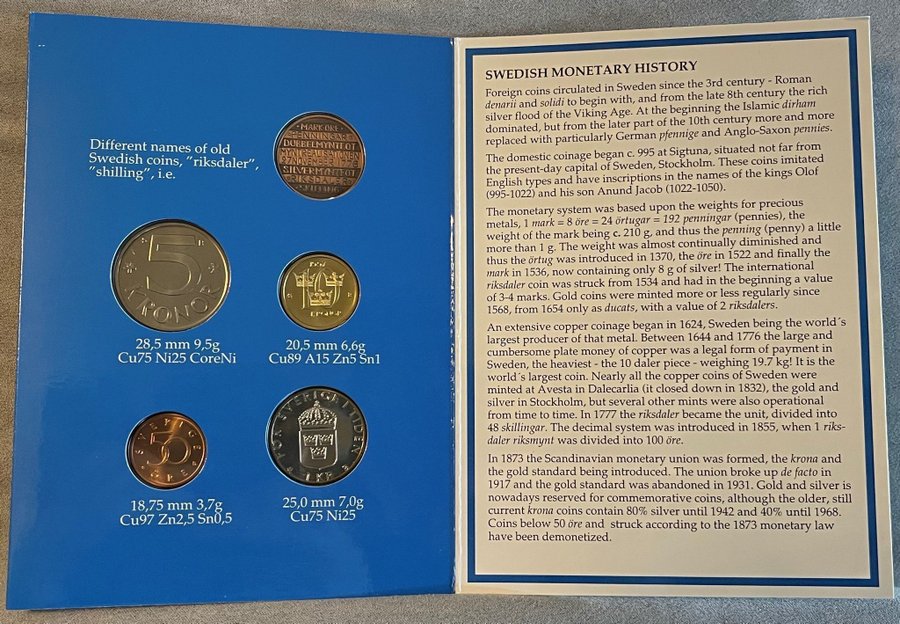 Different names of old
Swedish coins, "riksdaler",
"shilling", i.e.
MARK ÖRE
PENNINGAR
DUBBELMYNT OT
MYNTREALISATIONEN
SILVERMYNT OT
RIKSDALER
SKILLING
5
KRONOR
28,5 mm 9,5g
Cu75 Ni25 CoreNi
10
KRONOR
20,5 mm 6,6g
Cu89 A15 Zn5 Sn1
SVERIGE
50
ÖRE
18,75 mm 3,7g
Cu97 Zn2,5 Sn0,5
FÖR SVERIGE I TIDEN
1 KR
25,0 mm 7,0g
Cu75 Ni25
SWEDISH MONETARY HISTORY
Foreign coins circulated in Sweden since the 3rd century - Roman
denarii and solidi to begin with, and from the late 8th century the rich
silver flood of the Viking Age. At the beginning the Islamic dirham
dominated, but from the later part of the 10th century more and more
replaced with particularly German pfennige and Anglo-Saxon pennies.
The domestic coinage began c. 995 at Sigtuna, situated not far from
the present-day capital of Sweden, Stockholm. These coins imitated
English types and have inscriptions in the names of the kings Olof
(995-1022) and his son Anund Jacob (1022-1050).
The monetary system was based upon the weights for precious
metals, 1 mark = 8 öre = 24 örtugar = 192 penningar (pennies), the
weight of the mark being c. 210 g, and thus the penning (penny) a little
more than 1 g. The weight was almost continually diminished and
thus the örtug was introduced in 1370, the öre in 1522 and finally the
mark in 1536, now containing only 8 g of silver! The international
riksdaler coin was struck from 1534 and had in the beginning a value
of 3-4 marks. Gold coins were minted more or less regularly since
1568, from 1654 only as ducats, with a value of 2 riksdalers.
An extensive copper coinage began in 1624, Sweden being the world´s
largest producer of that metal. Between 1644 and 1776 the large and
cumbersome plate money of copper was a legal form of payment in
Sweden, the heaviest - the 10 daler piece - weighing 19.7 kg! It is the
world´s largest coin. Nearly all the copper coins of Sweden were
minted at Avesta in Dalecarlia (it closed down in 1832), the gold and
silver in Stockholm, but several other mints were also operational
from time to time. In 1777 the riksdaler became the unit, divided into
48 skillingar. The decimal system was introduced in 1855, when 1 riks-
daler riksmynt was divided into 100 öre.
In 1873 the Scandinavian monetary union was formed, the krona and
the gold standard being introduced. The union broke up de facto in
1917 and the gold standard was abandoned in 1931. Gold and silver is
nowadays reserved for commemorative coins, although the older, still
current krona coins contain 80% silver until 1942 and 40% until 1968.
Coins below 50 öre and struck according to the 1873 monetary law
have been demonetized.